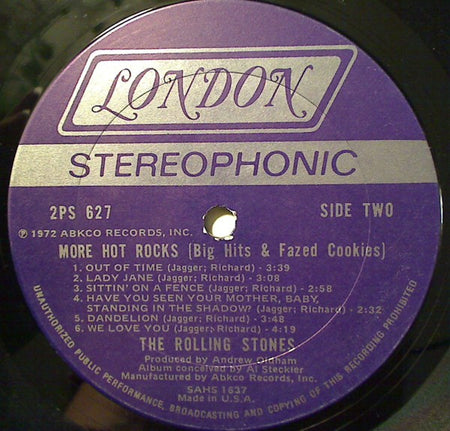 LONDON
STEREOPHONIC
2PS 627 SIDE TWO
℗ 1972 ABKCO RECORDS, INC.
MORE HOT ROCKS (Big Hits & Fazed Cookies)
1. OUT OF TIME (Jagger; Richard) - 3:39
2. LADY JANE (Jagger; Richard) - 3:08
3. SITTIN' ON A FENCE (Jagger; Richard) - 2:58
4. HAVE YOU SEEN YOUR MOTHER, BABY,
STANDING IN THE SHADOW? (Jagger; Richard) - 2:32
5. DANDELION (Jagger; Richard) - 3:48
6. WE LOVE YOU (Jagger; Richard) - 4:19
THE ROLLING STONES
Produced by Andrew Oldham
Album conceived by Al Steckler
Manufactured by Abkco Records, Inc.
SAHS 1637
Made in U.S.A.
UNAUTHORIZED PUBLIC PERFORMANCE, BROADCASTING AND COPYING OF THIS RECORDING PROHIBITED